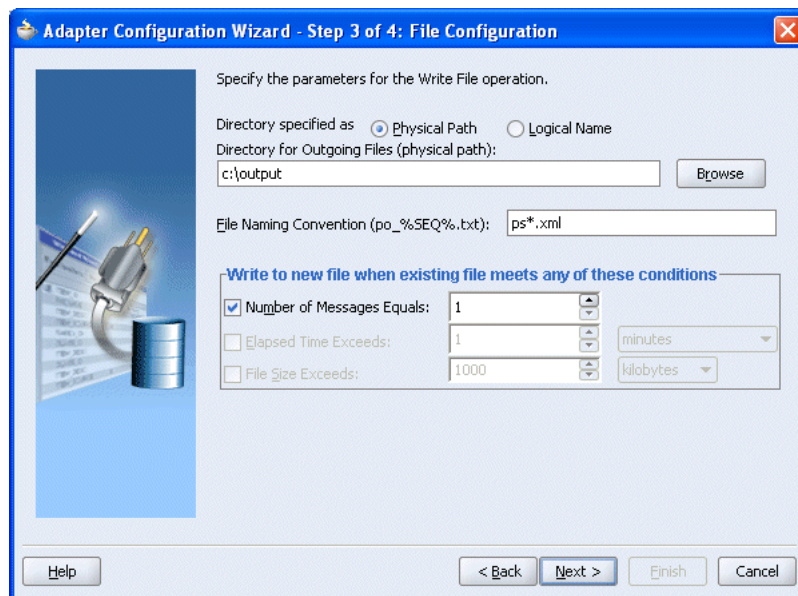 Adapter Configuration Wizard - Step 3 of 4: File Configuration
Specify the parameters for the Write File operation.
Directory specified as Physical Path Logical Name
Directory for Outgoing Files (physical path):
c:\output Browse
File Naming Convention (po_%SEQ%.txt): ps*.xml
Write to new file when existing file meets any of these conditions
Number of Messages Equals: 1
Elapsed Time Exceeds: 1 minutes
File Size Exceeds: 1000 kilobytes
Help < Back Next > Finish Cancel